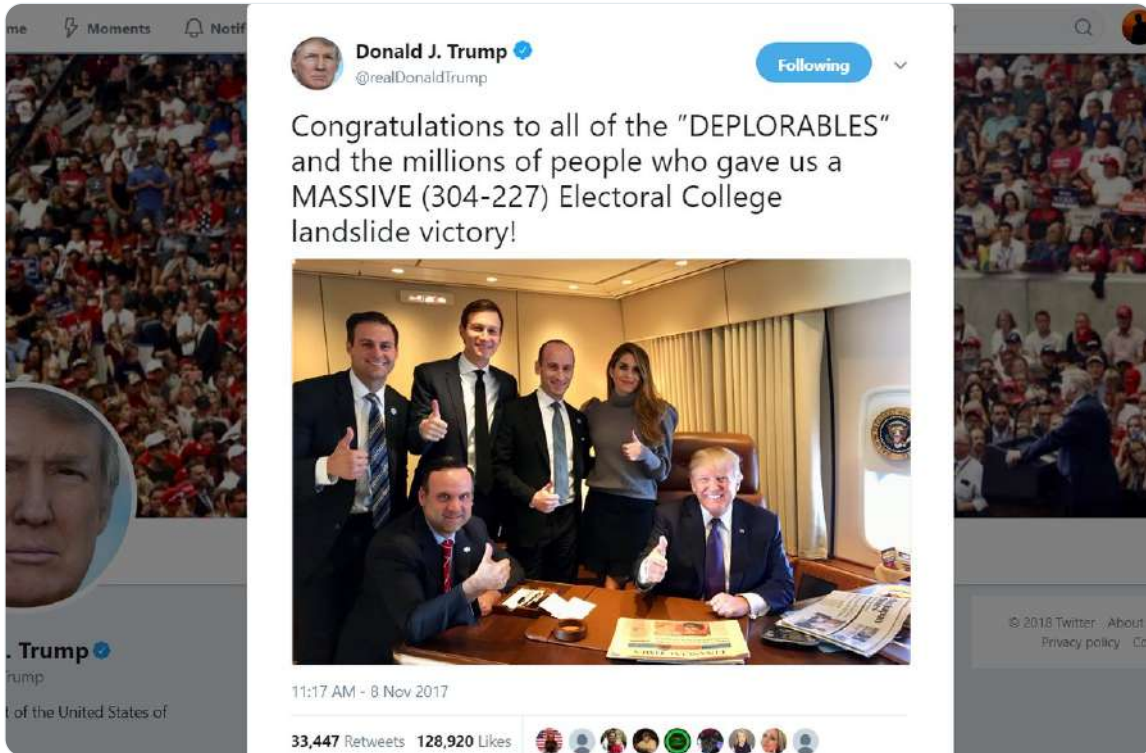 me Moments Notif
Donald J. Trump
@realDonaldTrump
Following
Congratulations to all of the "DEPLORABLES"
and the millions of people who gave us a
MASSIVE (304-227) Electoral College
landslide victory!
11:17 AM - 8 Nov 2017
33,447 Retweets 128,920 Likes
. Trump
rump
t of the United States of
© 2018 Twitter About
Privacy policy Co